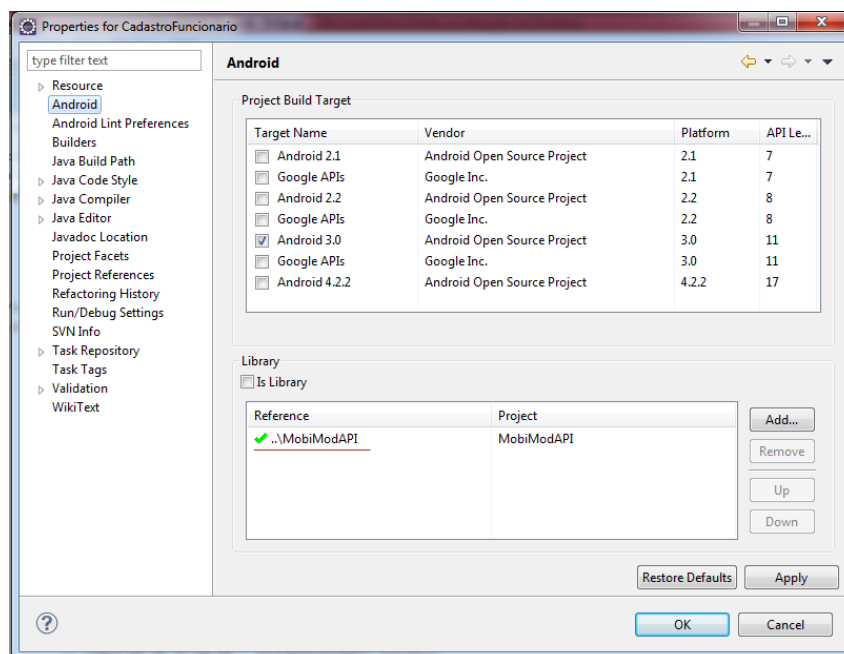 Properties for CadastroFuncionario
type filter text
Resource
Android
Android Lint Preferences
Builders
Java Build Path
Java Code Style
Java Compiler
Java Editor
Javadoc Location
Project Facets
Project References
Refactoring History
Run/Debug Settings
SVN Info
Task Repository
Task Tags
Validation
WikiText
Android
Project Build Target
Target Name Vendor Platform API Le...
Android 2.1 Android Open Source Project 2.1 7
Google APIs Google Inc. 2.1 7
Android 2.2 Android Open Source Project 2.2 8
Google APIs Google Inc. 2.2 8
Android 3.0 Android Open Source Project 3.0 11
Google APIs Google Inc. 3.0 11
Android 4.2.2 Android Open Source Project 4.2.2 17
Library
Is Library
Reference Project
..\MobiModAPI MobiModAPI
Add...
Remove
Up
Down
Restore Defaults Apply
? OK Cancel